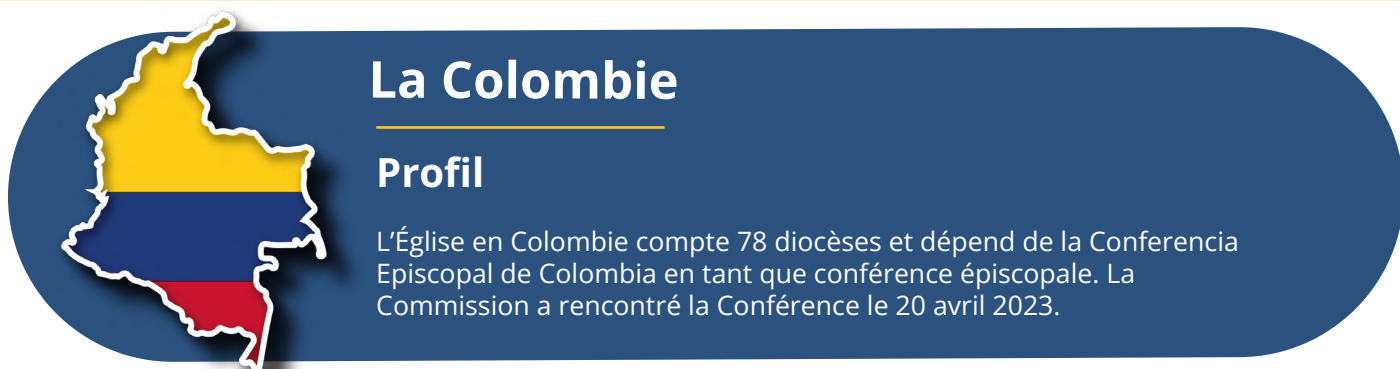 La Colombie
Profil
L’Église en Colombie compte 78 diocèses et dépend de la Conferencia
Episcopal de Colombia en tant que conférence épiscopale. La
Commission a rencontré la Conférence le 20 avril 2023.